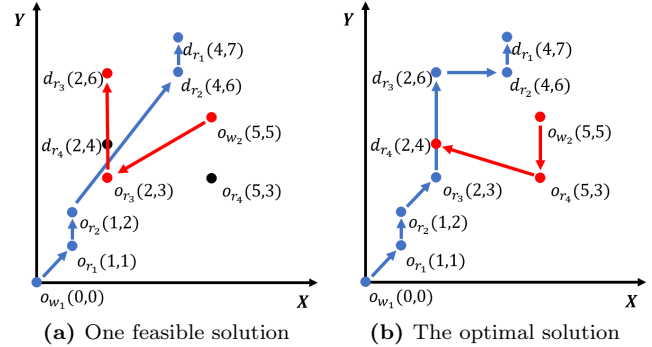 Y
d_{r_1}(4,7)
d_{r_3}(2,6)
d_{r_2}(4,6)
d_{r_4}(2,4)
o_{w_2}(5,5)
o_{r_3}(2,3)
o_{r_4}(5,3)
o_{r_2}(1,2)
o_{r_1}(1,1)
o_{w_1}(0,0)
X
(a) One feasible solution
Y
d_{r_1}(4,7)
d_{r_3}(2,6)
d_{r_2}(4,6)
d_{r_4}(2,4)
o_{w_2}(5,5)
o_{r_3}(2,3)
o_{r_4}(5,3)
o_{r_2}(1,2)
o_{r_1}(1,1)
o_{w_1}(0,0)
X
(b) The optimal solution